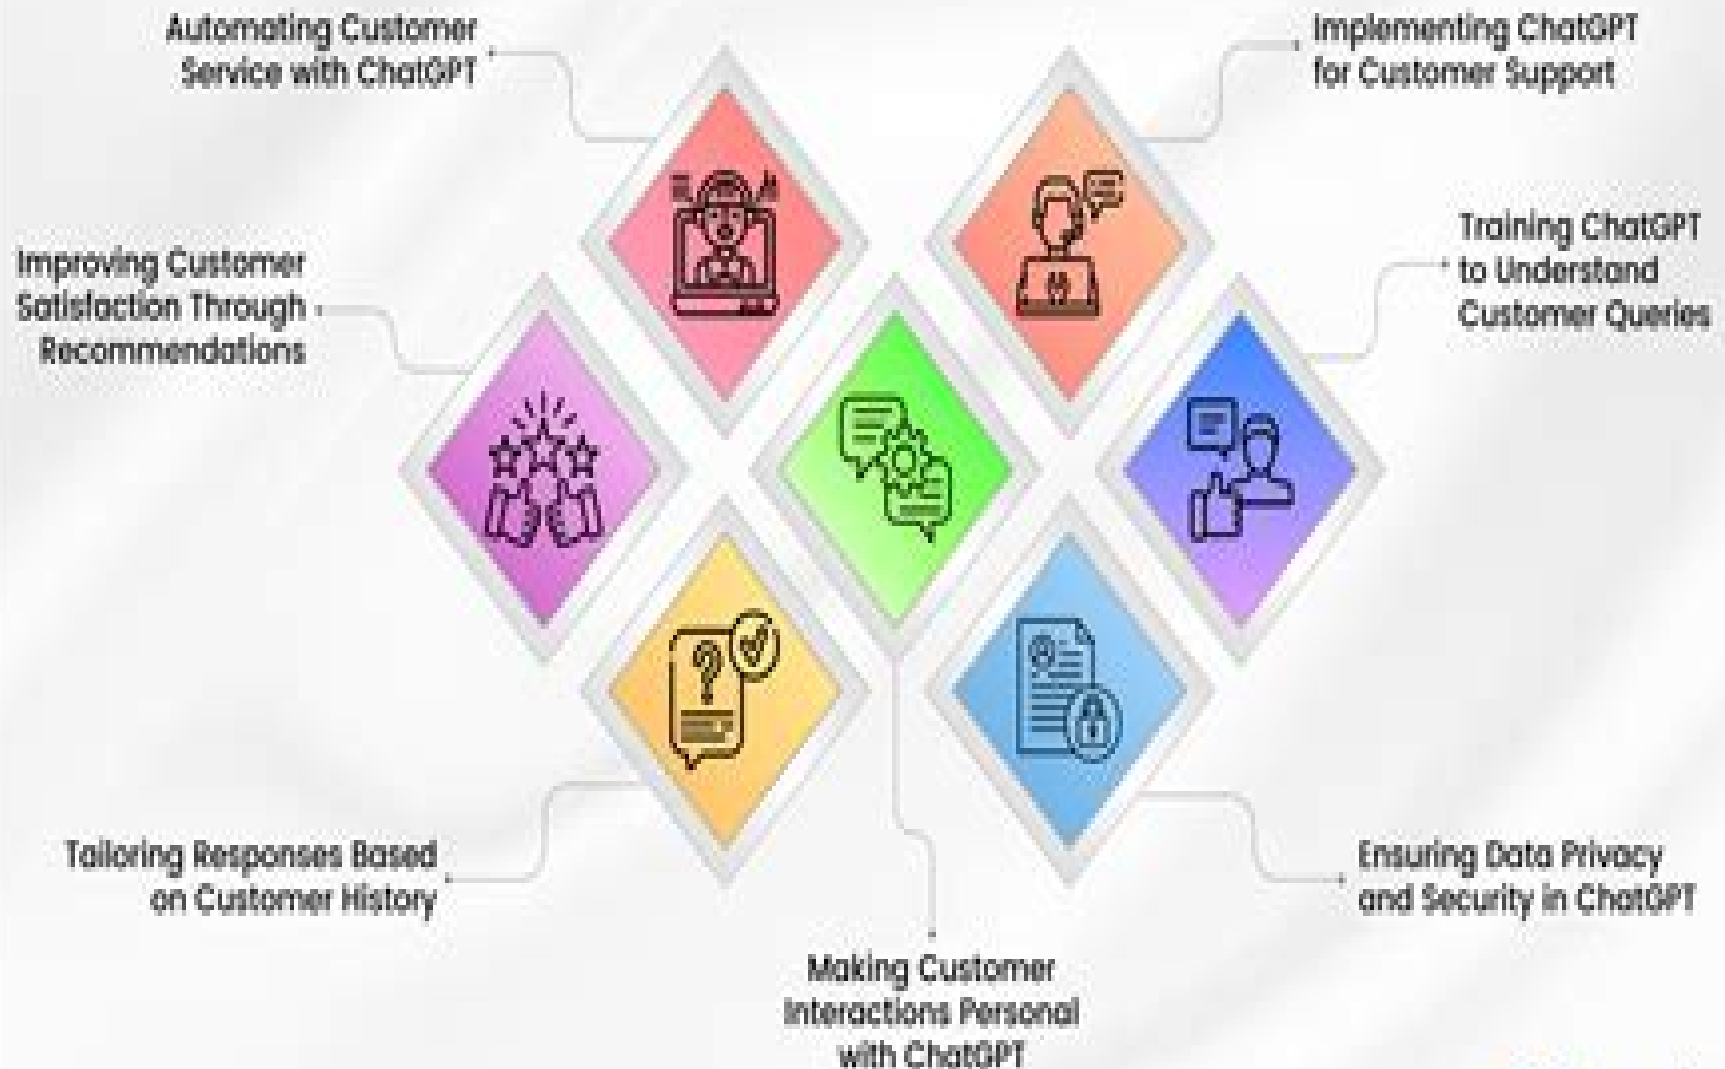 Automating Customer
Service with ChatGPT
Implementing ChatGPT
for Customer Support
Improving Customer
Satisfaction Through
Recommendations
Training ChatGPT
to Understand
Customer Queries
Tailoring Responses Based
on Customer History
Ensuring Data Privacy
and Security in ChatGPT
Making Customer
Interactions Personal
with ChatGPT